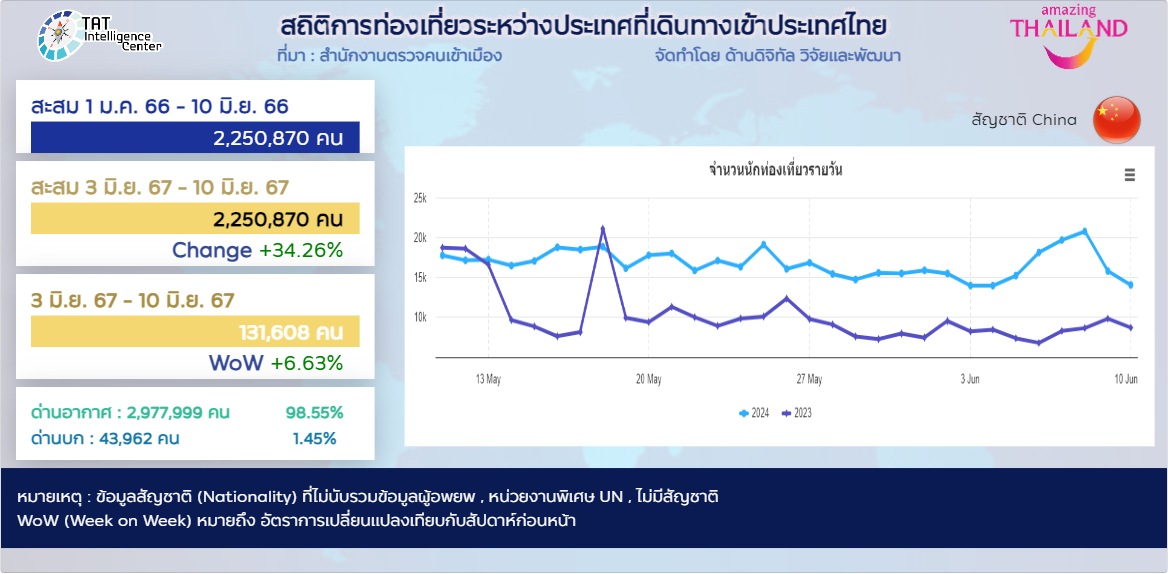 TAT
Intelligence
Center
สถิติการท่องเที่ยวระหว่างประเทศที่เดินทางเข้าประเทศไทย
ที่มา : สำนักงานตรวจคนเข้าเมือง
จัดทำโดย ด้านดิจิทัล วิจัยและพัฒนา
amazing
THAILAND
สะสม 1 ม.ค. 66 - 10 มิ.ย. 66
2,250,870 คน
สะสม 3 มิ.ย. 67 - 10 มิ.ย. 67
2,250,870 คน
Change +34.26%
3 มิ.ย. 67 - 10 มิ.ย. 67
131,608 คน
WoW +6.63%
ด่านอากาศ : 2,977,999 คน 98.55%
ด่านบก : 43,962 คน 1.45%
สัญชาติ China
จำนวนนักท่องเที่ยวรายวัน
25k
20k
15k
10k
13 May 20 May 27 May 3 Jun 10 Jun
2024 2023
หมายเหตุ : ข้อมูลสัญชาติ (Nationality) ที่ไม่นับรวมข้อมูลผู้อพยพ , หน่วยงานพิเศษ UN , ไม่มีสัญชาติ
WoW (Week on Week) หมายถึง อัตราการเปลี่ยนแปลงเทียบกับสัปดาห์ก่อนหน้า